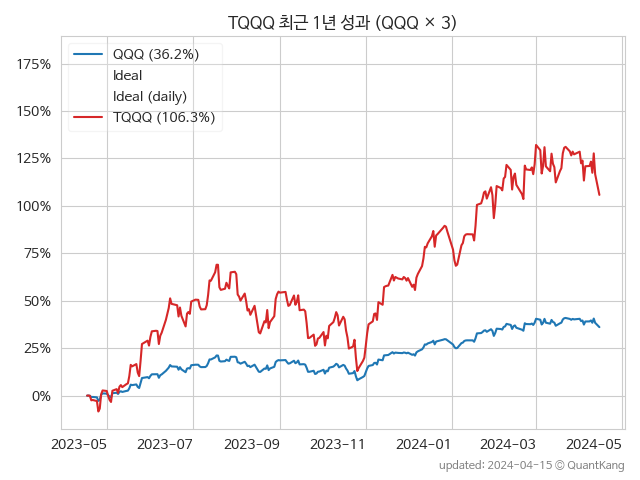 TQQQ 최근 1년 성과 (QQQ × 3)
QQQ (36.2%)
Ideal
Ideal (daily)
TQQQ (106.3%)
175%
150%
125%
100%
75%
50%
25%
0%
2023-05 2023-07 2023-09 2023-11 2024-01 2024-03 2024-05
updated: 2024-04-15 © QuantKang